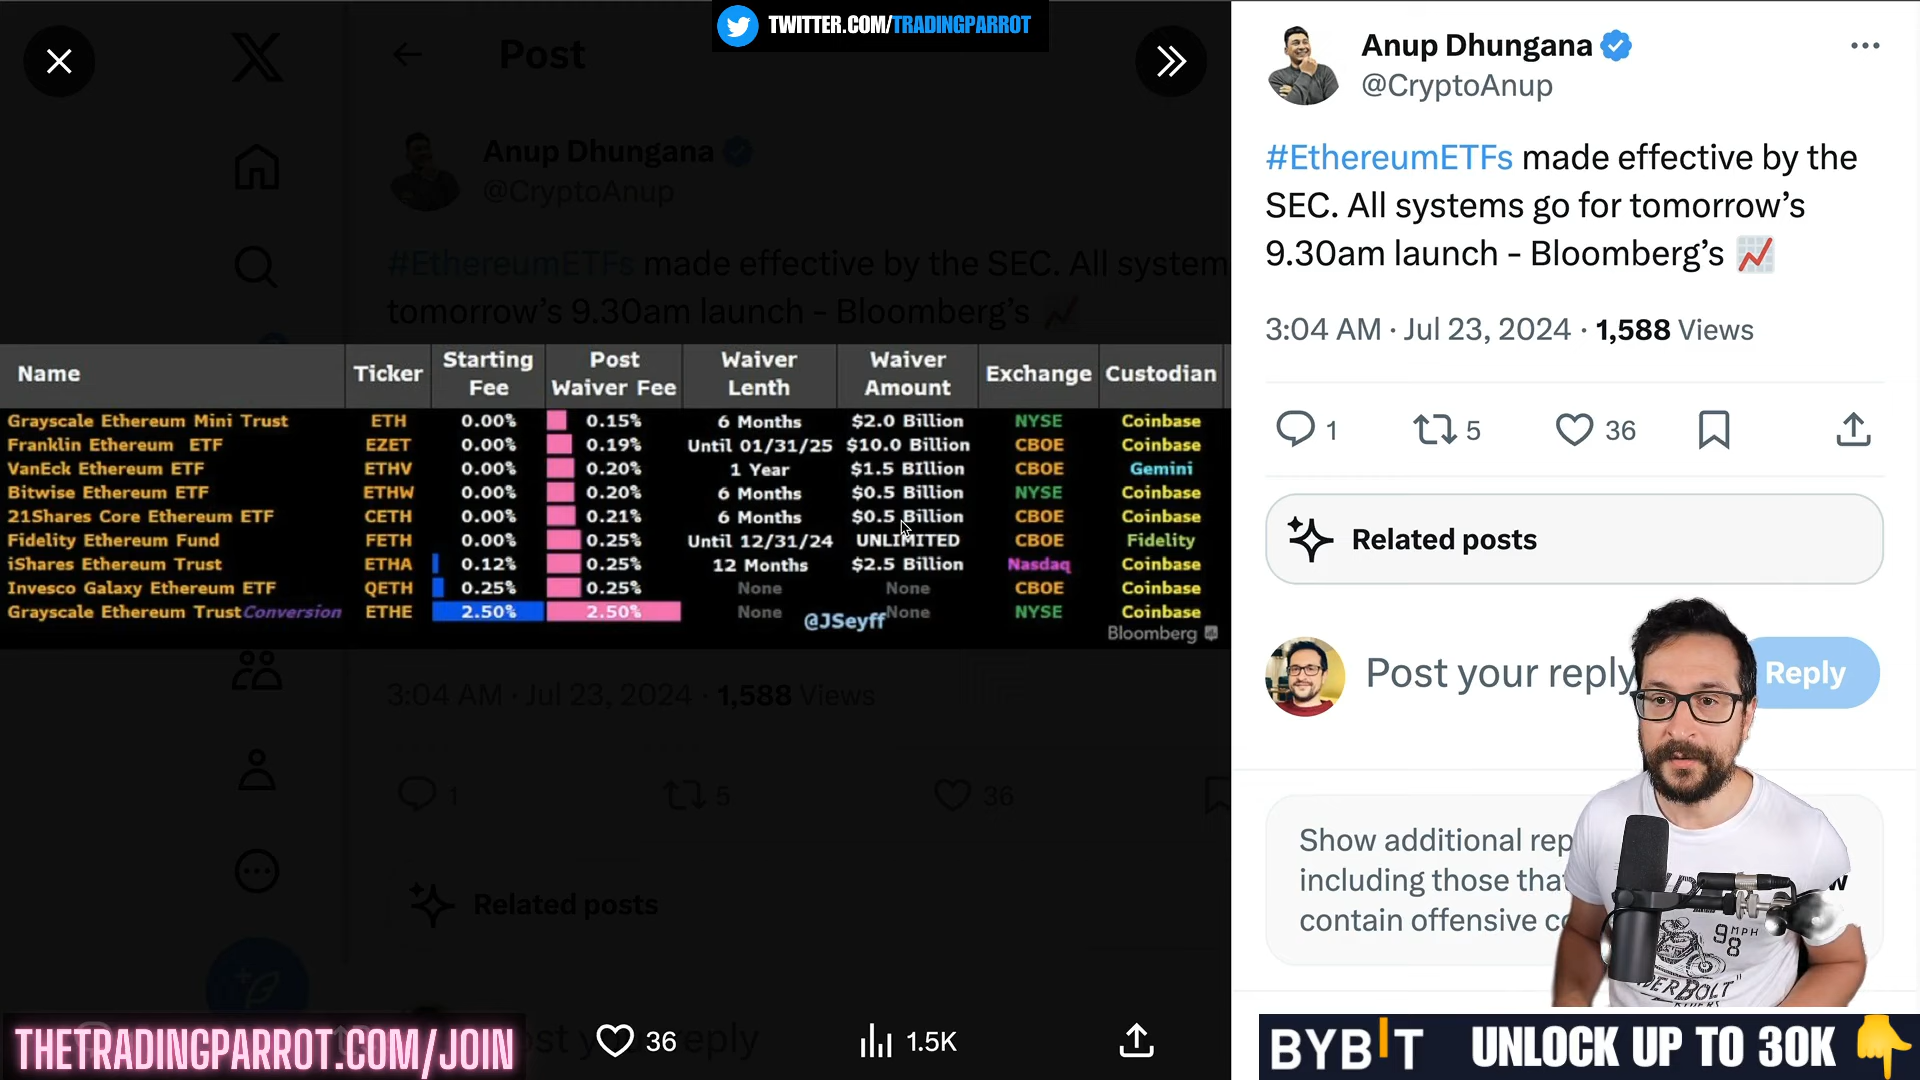 TWITTER.COM/TRADINGPARROT
Post
Anup Dhungana
@CryptoAnup
#EthereumETFs made effective by the SEC. All system
tomorrow's 9.30am launch - Bloomberg's
Name Ticker Starting Fee Post Waiver Fee Waiver Lenth Waiver Amount Exchange Custodian
Grayscale Ethereum Mini Trust ETH 0.00% 0.15% 6 Months $2.0 Billion NYSE Coinbase
Franklin Ethereum ETF EZET 0.00% 0.19% Until 01/31/25 $10.0 Billion CBOE Coinbase
VanEck Ethereum ETF ETHV 0.00% 0.20% 1 Year $1.5 BIllion CBOE Gemini
Bitwise Ethereum ETF ETHW 0.00% 0.20% 6 Months $0.5 Billion NYSE Coinbase
21Shares Core Ethereum ETF CETH 0.00% 0.21% 6 Months $0.5 Billion CBOE Coinbase
Fidelity Ethereum Fund FETH 0.00% 0.25% Until 12/31/24 UNLIMITED CBOE Fidelity
iShares Ethereum Trust ETHA 0.12% 0.25% 12 Months $2.5 Billion Nasdaq Coinbase
Invesco Galaxy Ethereum ETF QETH 0.25% 0.25% None None CBOE Coinbase
Grayscale Ethereum Trust Conversion ETHE 2.50% 2.50% None None NYSE Coinbase
@JSeyff
Bloomberg
3:04 AM · Jul 23, 2024 · 1,588 Views
1 5 36
Related posts
ost your reply
36 1.5K
THETRADINGPARROT.COM/JOIN
Anup Dhungana
@CryptoAnup
#EthereumETFs made effective by the
SEC. All systems go for tomorrow's
9.30am launch - Bloomberg's
3:04 AM · Jul 23, 2024 · 1,588 Views
1 5 36
Related posts
Post your reply
Reply
Show additional rep
including those tha
contain offensive co
w
9 MPH
8
DERBOLT
BYBIT UNLOCK UP TO 30K